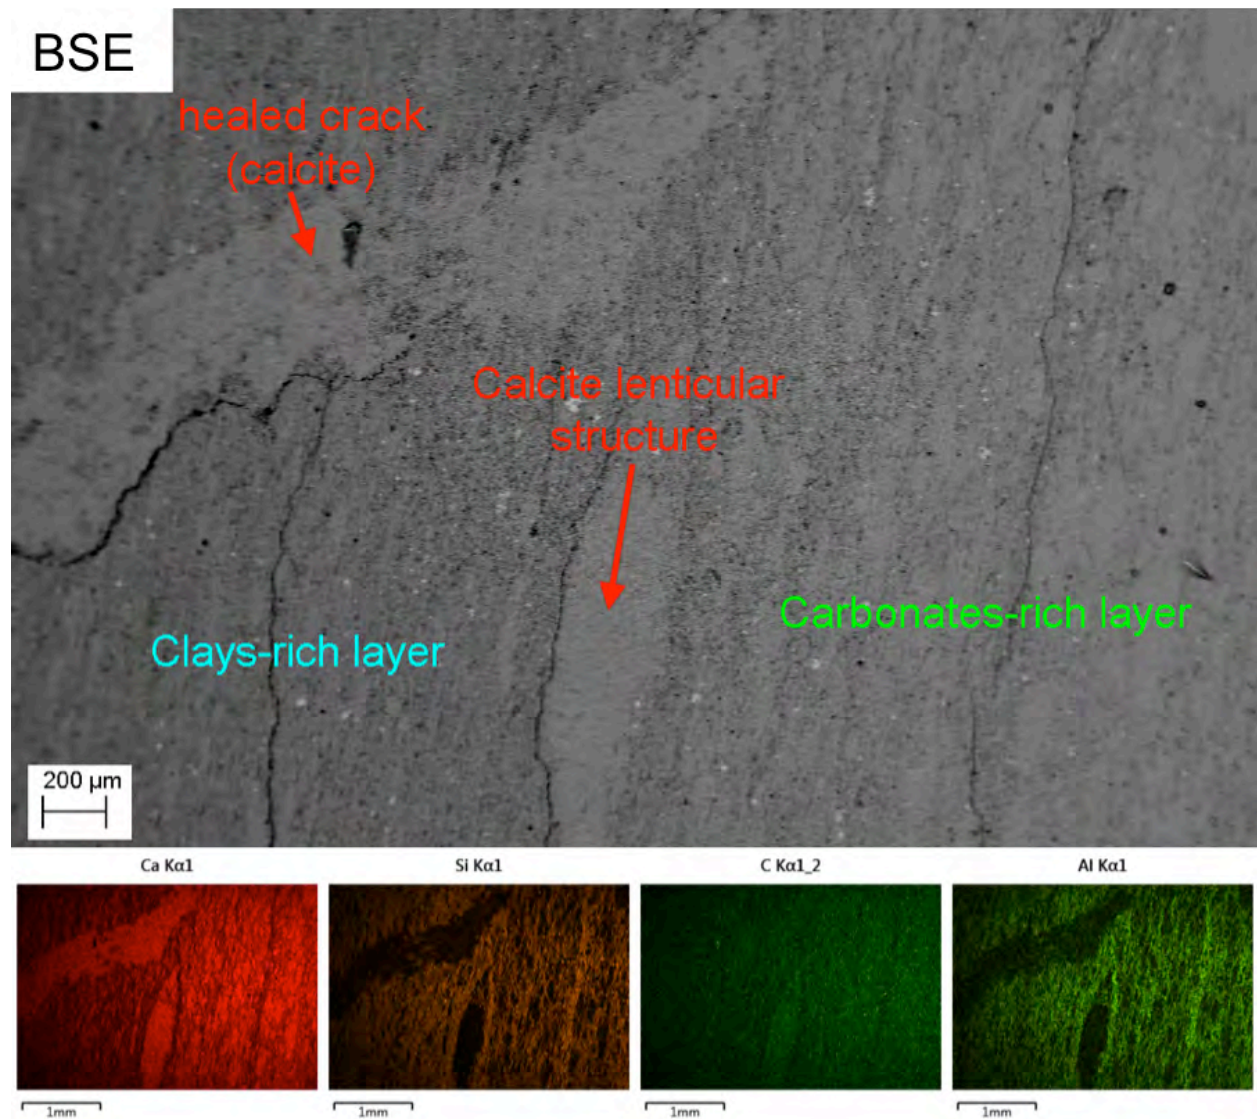 BSE
healed crack
(calcite)
Calcite lenticular
structure
Carbonates-rich layer
Clays-rich layer
200 µm
Ca Kα1
Si Kα1
C Kα1_2
Al Kα1
1mm
1mm
1mm
1mm